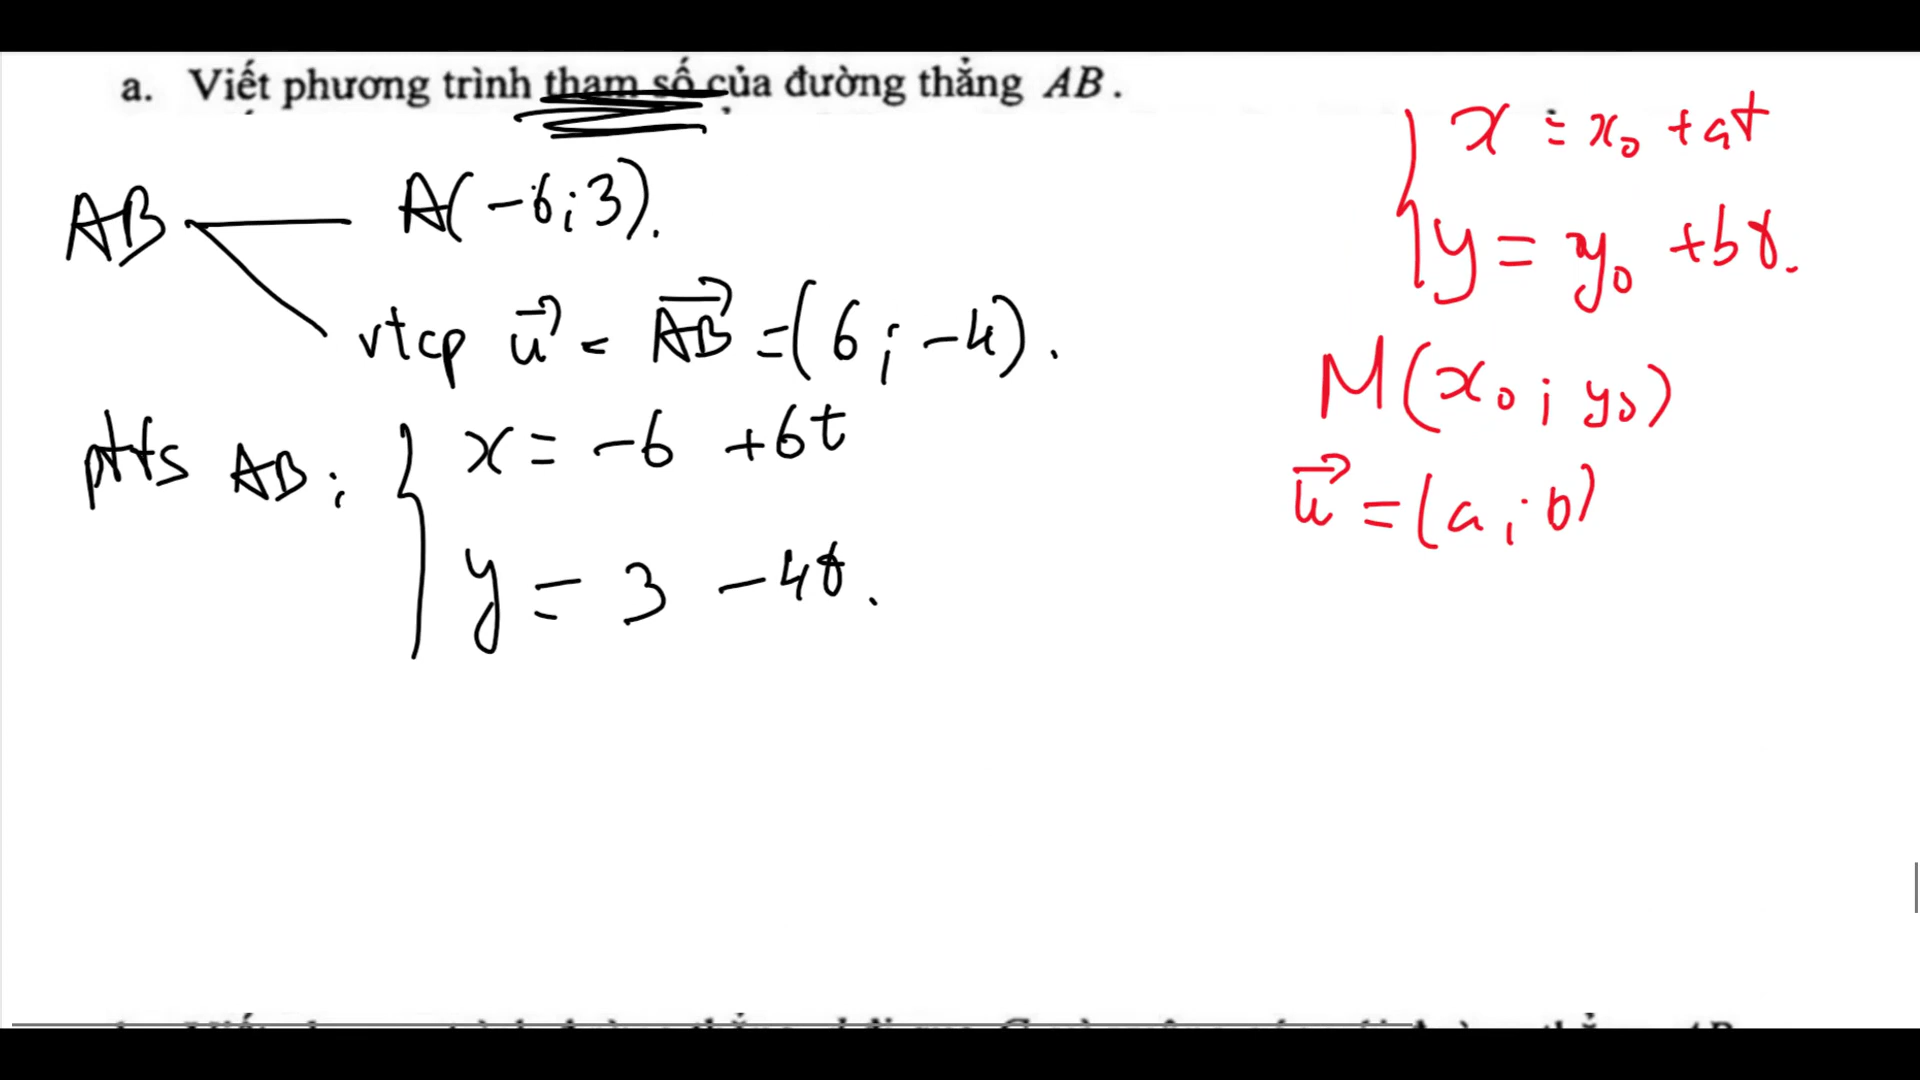 a. Viết phương trình tham số của đường thẳng AB.
AB
A(-6;3).
vtcp u⃗ = AB⃗ = (6; -4).
ptts AB: { x = -6 + 6t
y = 3 - 4t.
{ x = x₀ + at
y = y₀ + bt.
M(x₀; y₀)
u⃗ = (a; b)